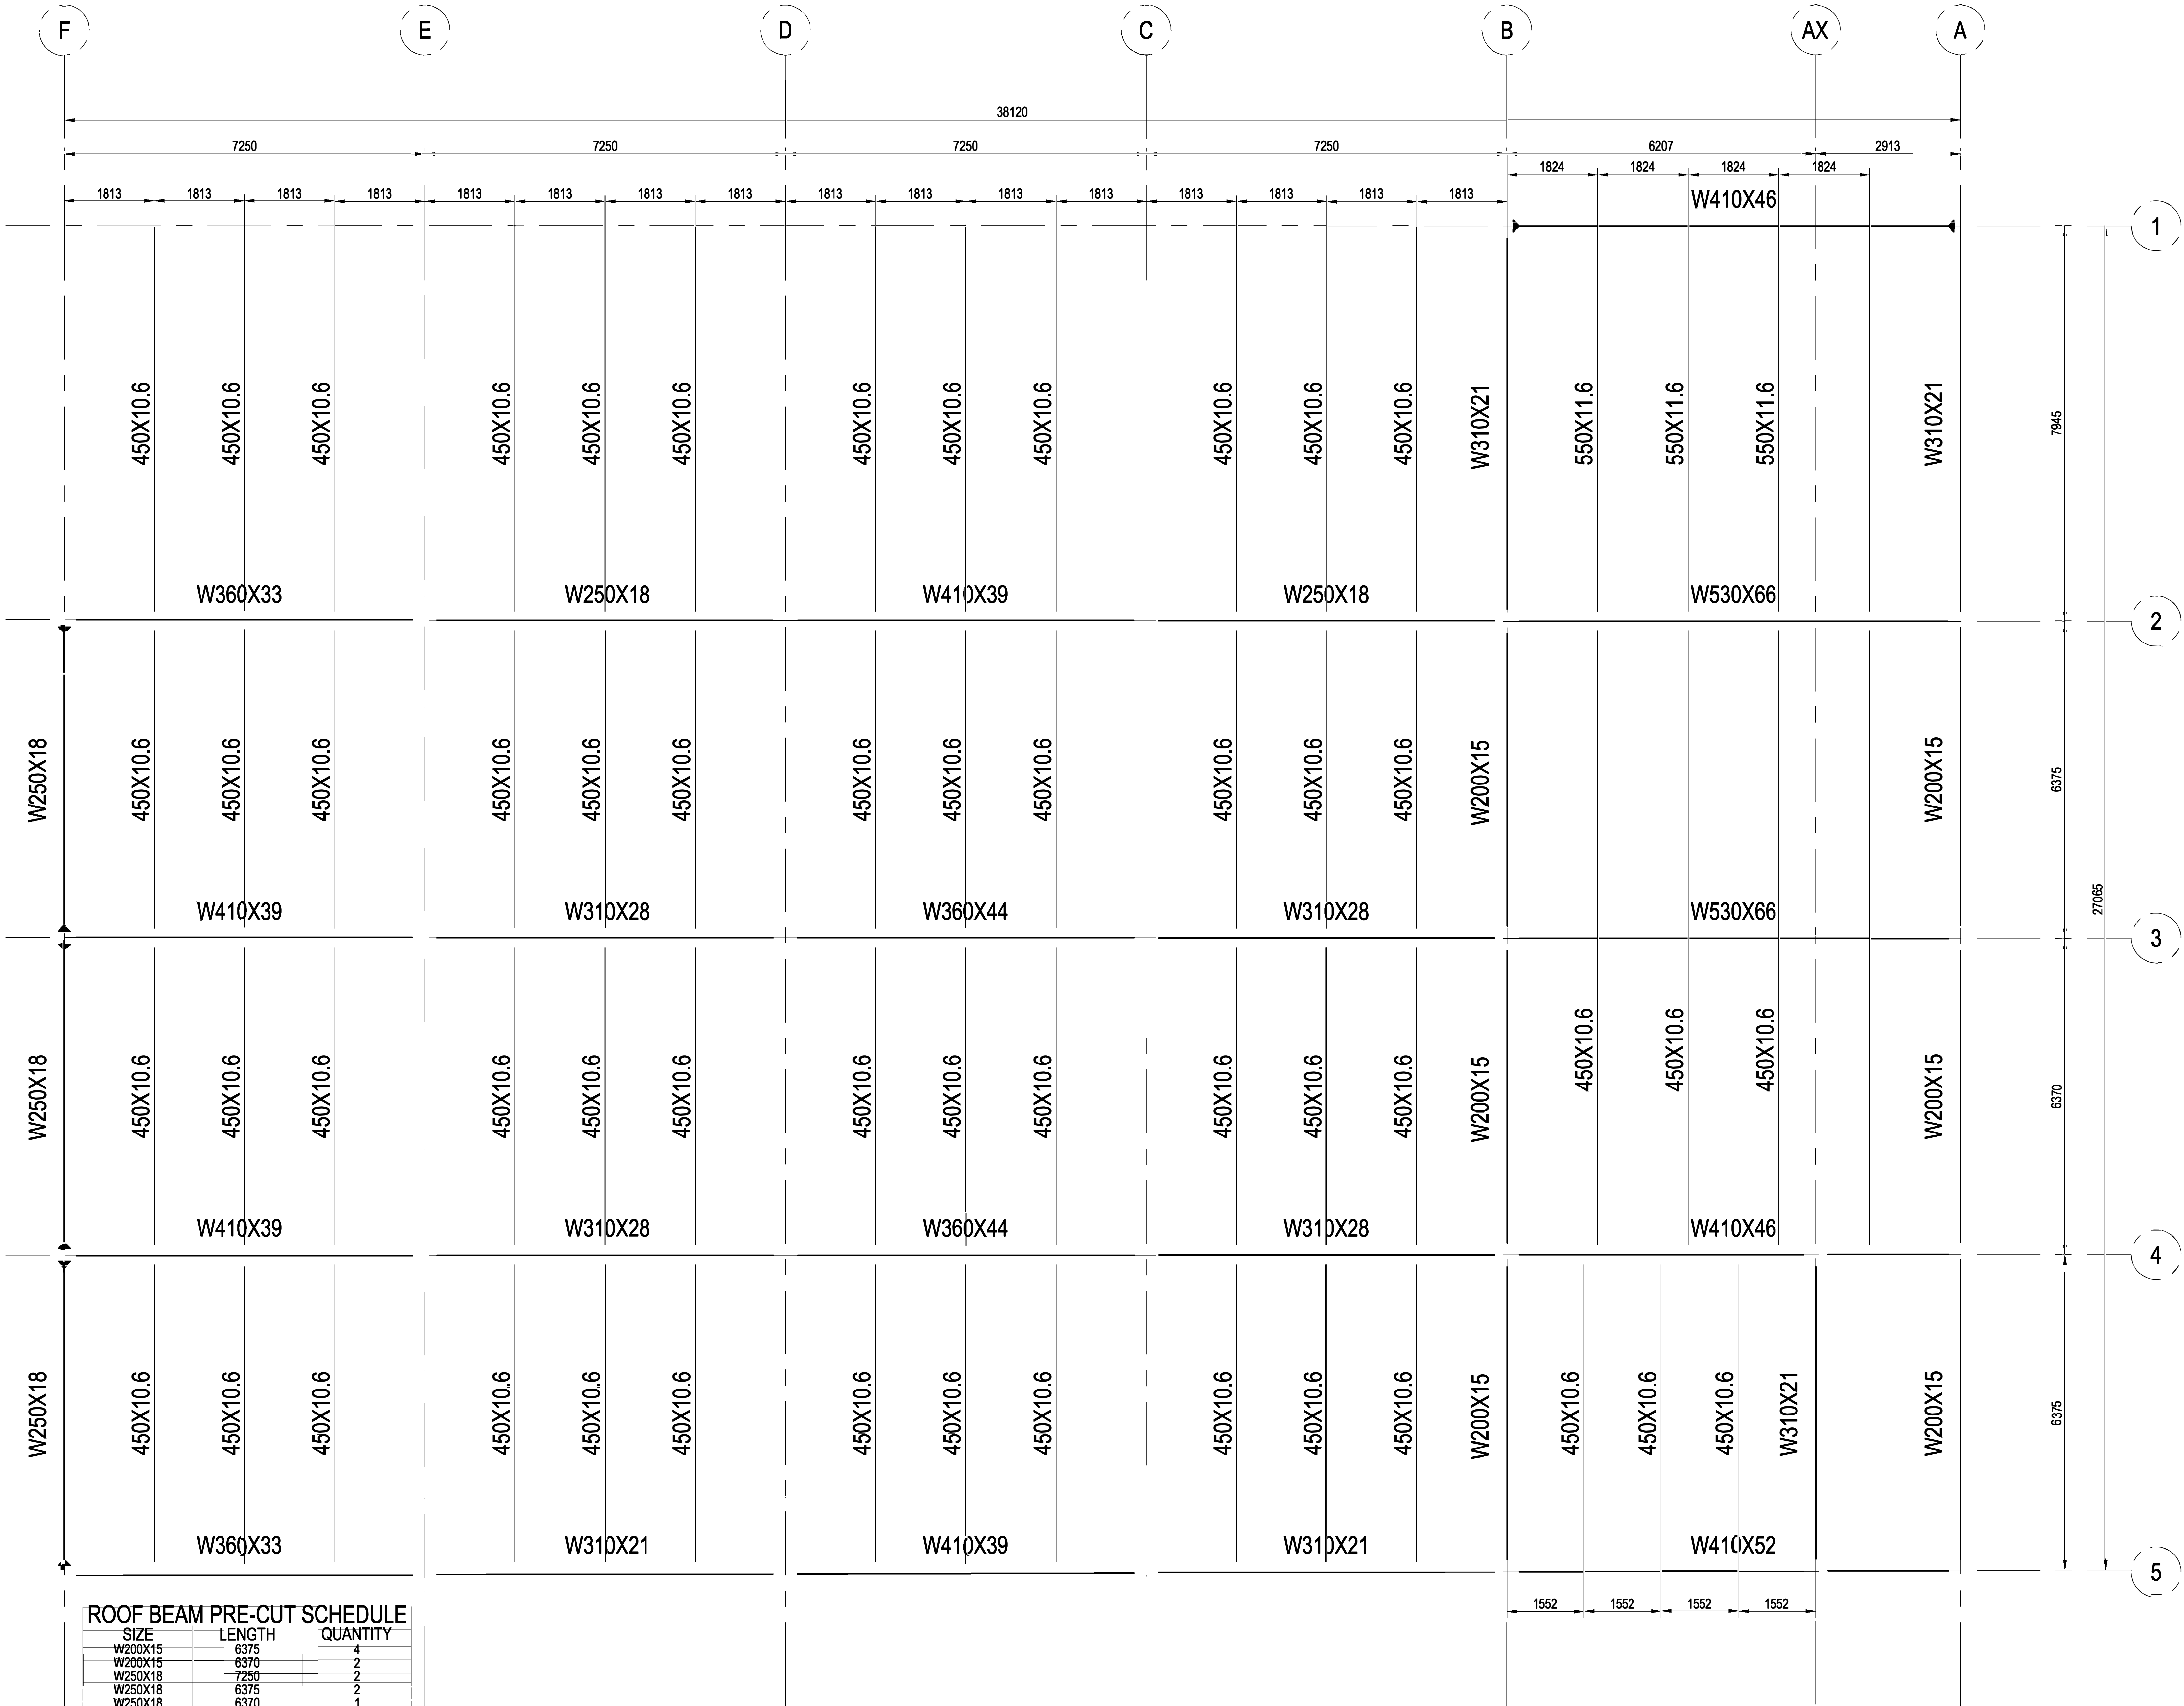 F E D C B AX A
38120
7250 7250 7250 7250 6207 2913
1824 1824 1824 1824
1813 1813 1813 1813 1813 1813 1813 1813 1813 1813 1813 1813 1813 1813 1813 1813
W410X46
1
450X10.6 450X10.6 450X10.6 450X10.6 450X10.6 450X10.6 450X10.6 450X10.6 450X10.6 450X10.6 450X10.6 450X10.6 W310X21 550X11.6 550X11.6 550X11.6 W310X21
7945
W360X33 W250X18 W410X39 W250X18 W530X66
2
W250X18 450X10.6 450X10.6 450X10.6 450X10.6 450X10.6 450X10.6 450X10.6 450X10.6 450X10.6 450X10.6 450X10.6 450X10.6 W200X15 W200X15
6375
27065
W410X39 W310X28 W360X44 W310X28 W530X66
3
W250X18 450X10.6 450X10.6 450X10.6 450X10.6 450X10.6 450X10.6 450X10.6 450X10.6 450X10.6 450X10.6 450X10.6 450X10.6 W200X15 450X10.6 450X10.6 450X10.6 W200X15
6370
W410X39 W310X28 W360X44 W310X28 W410X46
4
W250X18 450X10.6 450X10.6 450X10.6 450X10.6 450X10.6 450X10.6 450X10.6 450X10.6 450X10.6 450X10.6 450X10.6 450X10.6 W200X15 450X10.6 450X10.6 450X10.6 W310X21 W200X15
6375
W360X33 W310X21 W410X39 W310X21 W410X52
5
1552 1552 1552 1552
ROOF BEAM PRE-CUT SCHEDULE
SIZE LENGTH QUANTITY
W200X15 6375 4
W200X15 6370 2
W250X18 7250 2
W250X18 6375 2
W250X18 6370 1